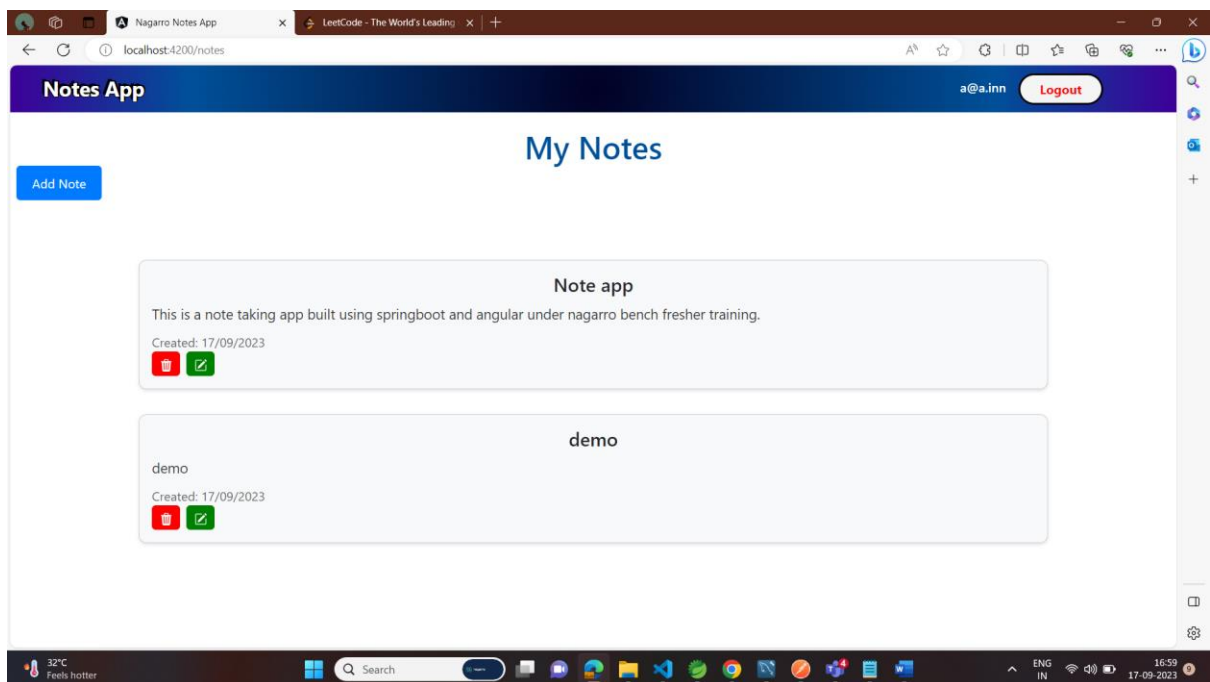 Nagarro Notes App
LeetCode - The World's Leading
localhost:4200/notes
Notes App
a@a.inn
Logout
My Notes
Add Note
Note app
This is a note taking app built using springboot and angular under nagarro bench fresher training.
Created: 17/09/2023
demo
demo
Created: 17/09/2023
32°C
Feels hotter
Search
4
ENG
IN
16:59
17-09-2023
9